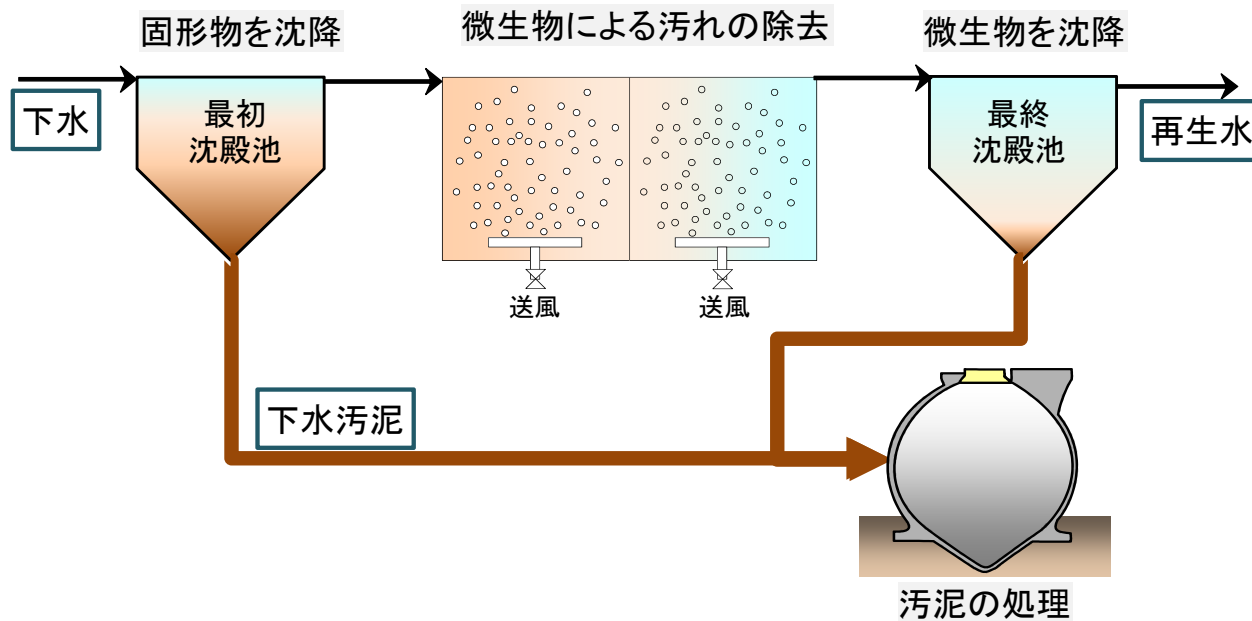 固形物を沈降
微生物による汚れの除去
微生物を沈降
下水
最初
沈殿池
最終
沈殿池
再生水
送風
送風
下水汚泥
汚泥の処理